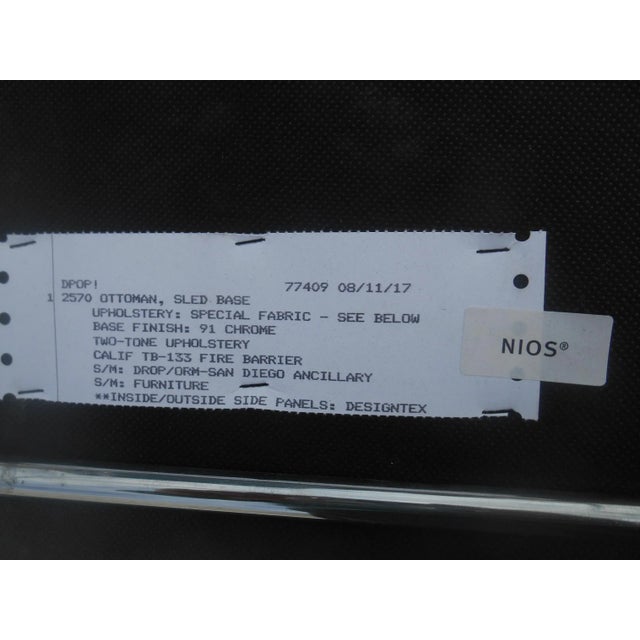 DPOP! 77409 08/11/17
1 2570 OTTOMAN, SLED BASE
UPHOLSTERY: SPECIAL FABRIC - SEE BELOW
BASE FINISH: 91 CHROME
TWO-TONE UPHOLSTERY
CALIF TB-133 FIRE BARRIER
S/M: DROP/ORM-SAN DIEGO ANCILLARY
S/M: FURNITURE
**INSIDE/OUTSIDE SIDE PANELS: DESIGNTEX
NIOS®